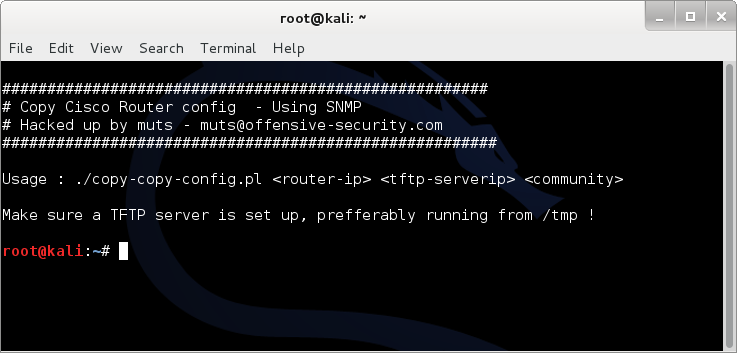 root@kali: ~
File Edit View Search Terminal Help
######################################################
# Copy Cisco Router config  - Using SNMP
# Hacked up by muts - muts@offensive-security.com
#######################################################
Usage : ./copy-copy-config.pl <router-ip> <tftp-serverip> <community>
Make sure a TFTP server is set up, prefferably running from /tmp !
root@kali:~#